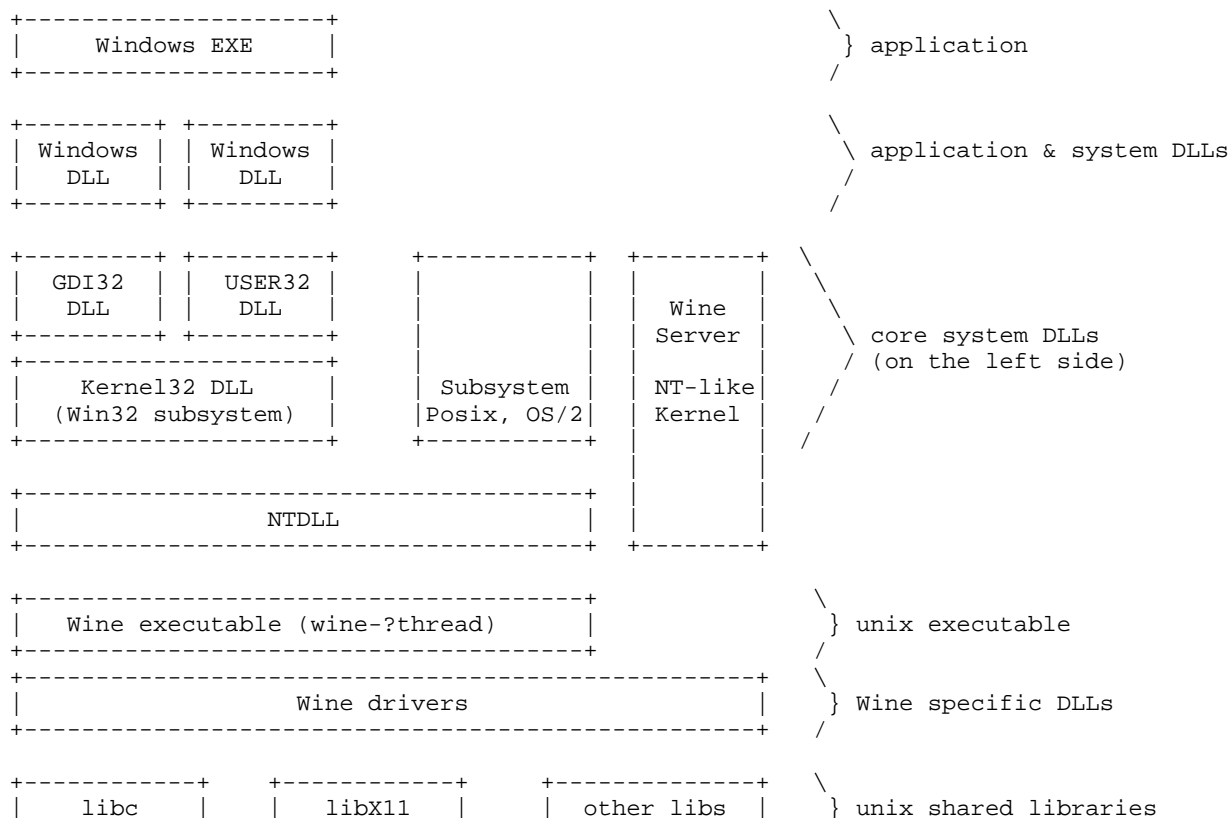 Windows EXE } application
Windows Windows application & system DLLs
DLL DLL
GDI32 USER32
DLL DLL Wine
Server core system DLLs
(on the left side)
Kernel32 DLL Subsystem NT-like
(Win32 subsystem) Posix, OS/2 Kernel
NTDLL
Wine executable (wine-?thread) } unix executable
Wine drivers } Wine specific DLLs
libc libX11 other libs } unix shared libraries